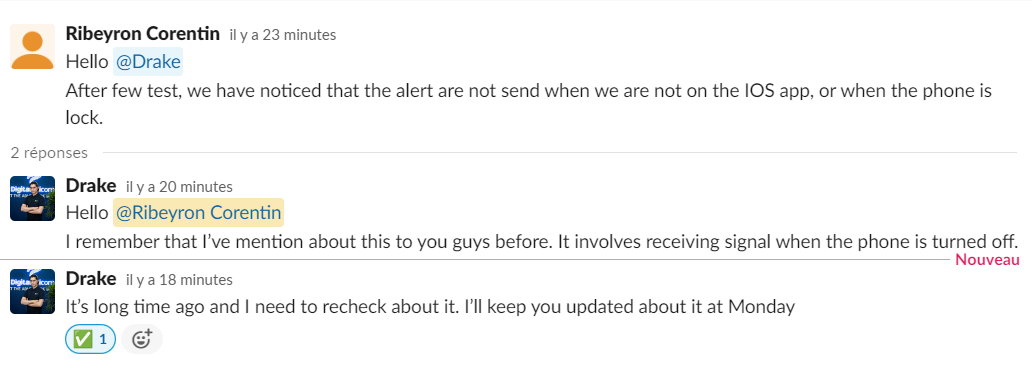 Ribeyron Corentin il y a 23 minutes
Hello @Drake
After few test, we have noticed that the alert are not send when we are not on the IOS app, or when the phone is
lock.
2 réponses
Drake il y a 20 minutes
Hello @Ribeyron Corentin
I remember that I've mention about this to you guys before. It involves receiving signal when the phone is turned off.
Nouveau
Drake il y a 18 minutes
It's long time ago and I need to recheck about it. I'll keep you updated about it at Monday
1